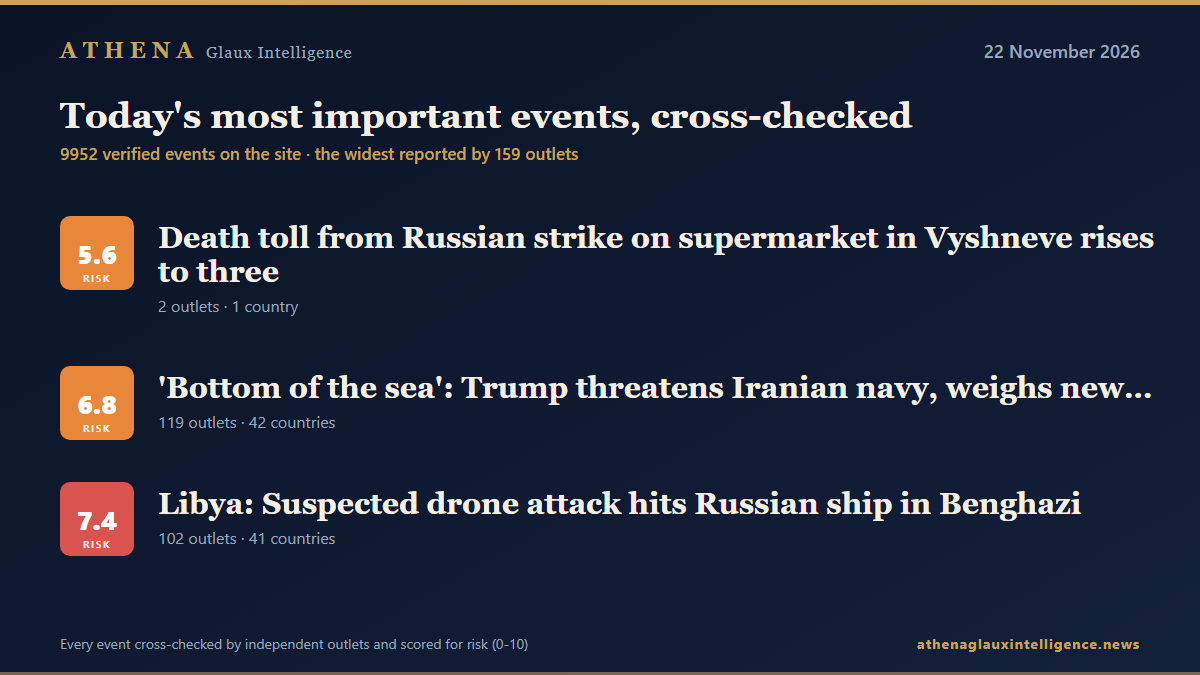 ATHENA Glaux Intelligence
22 November 2026
Today's most important events, cross-checked
9952 verified events on the site · the widest reported by 159 outlets
5.6
RISK
Death toll from Russian strike on supermarket in Vyshneve rises
to three
2 outlets · 1 country
6.8
RISK
'Bottom of the sea': Trump threatens Iranian navy, weighs new...
119 outlets · 42 countries
7.4
RISK
Libya: Suspected drone attack hits Russian ship in Benghazi
102 outlets · 41 countries
Every event cross-checked by independent outlets and scored for risk (0-10)
athenaglauxintelligence.news